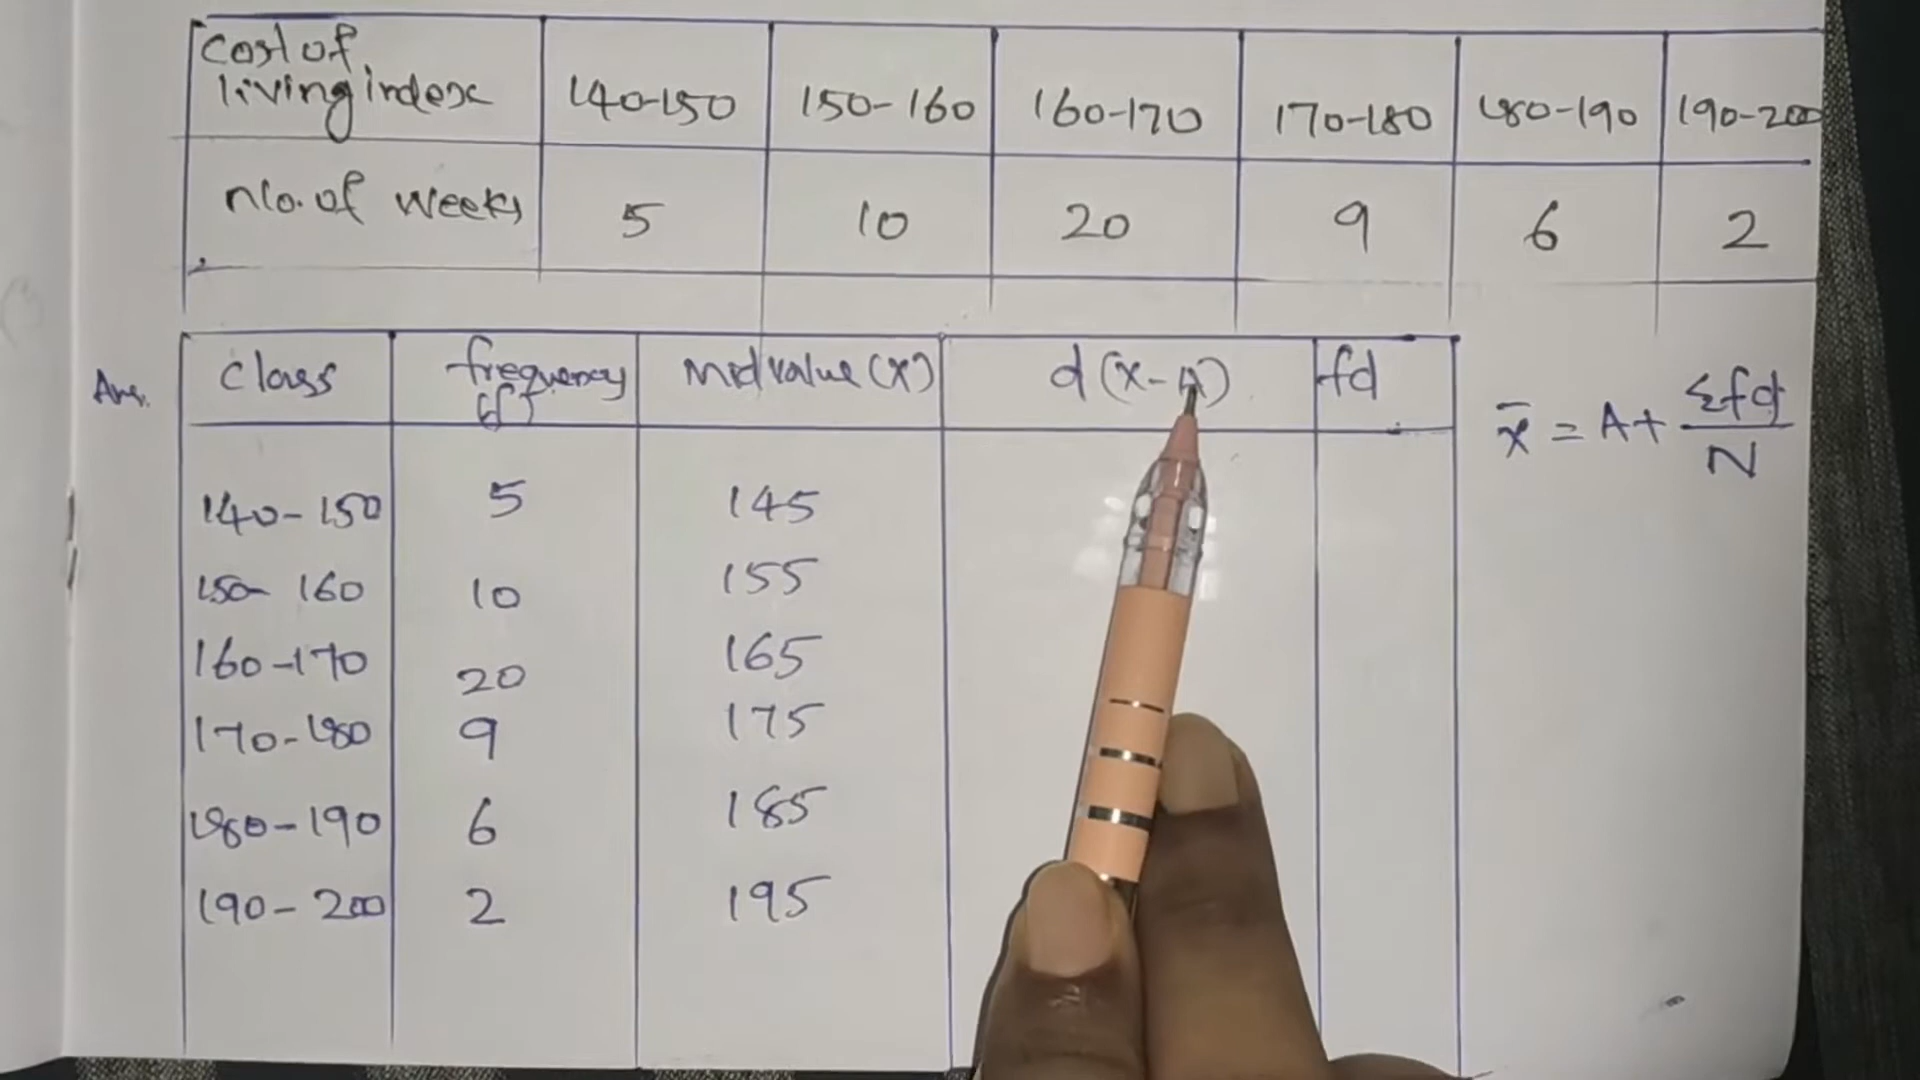 Cost of living index 140-150 150-160 160-170 170-180 180-190 190-200
No. of weeks 5 10 20 9 6 2
Ans. class frequency (f) Mid value (x) d (x-A) fd
x̄ = A + Σfd/N
140-150 5 145
150-160 10 155
160-170 20 165
170-180 9 175
180-190 6 185
190-200 2 195